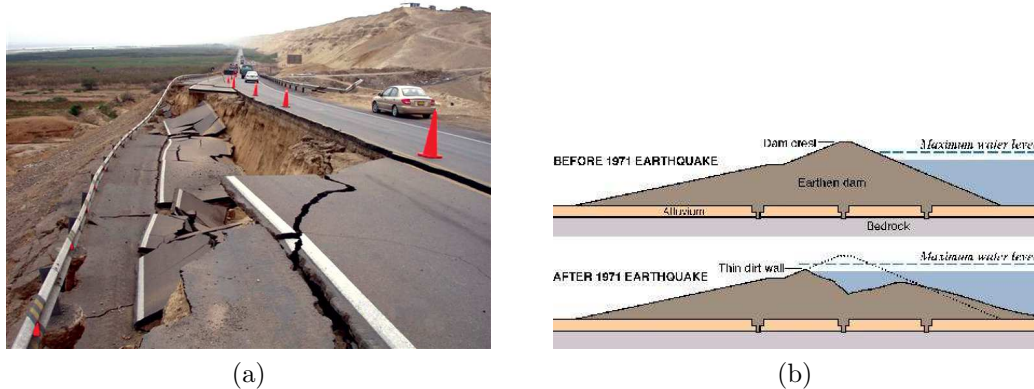 Dam crest
Maximum water leve
BEFORE 1971 EARTHQUAKE
Earthen dam
Alluvium
Bedrock
Maximum water leve
AFTER 1971 EARTHQUAKE
Thin dirt wall
(a)
(b)